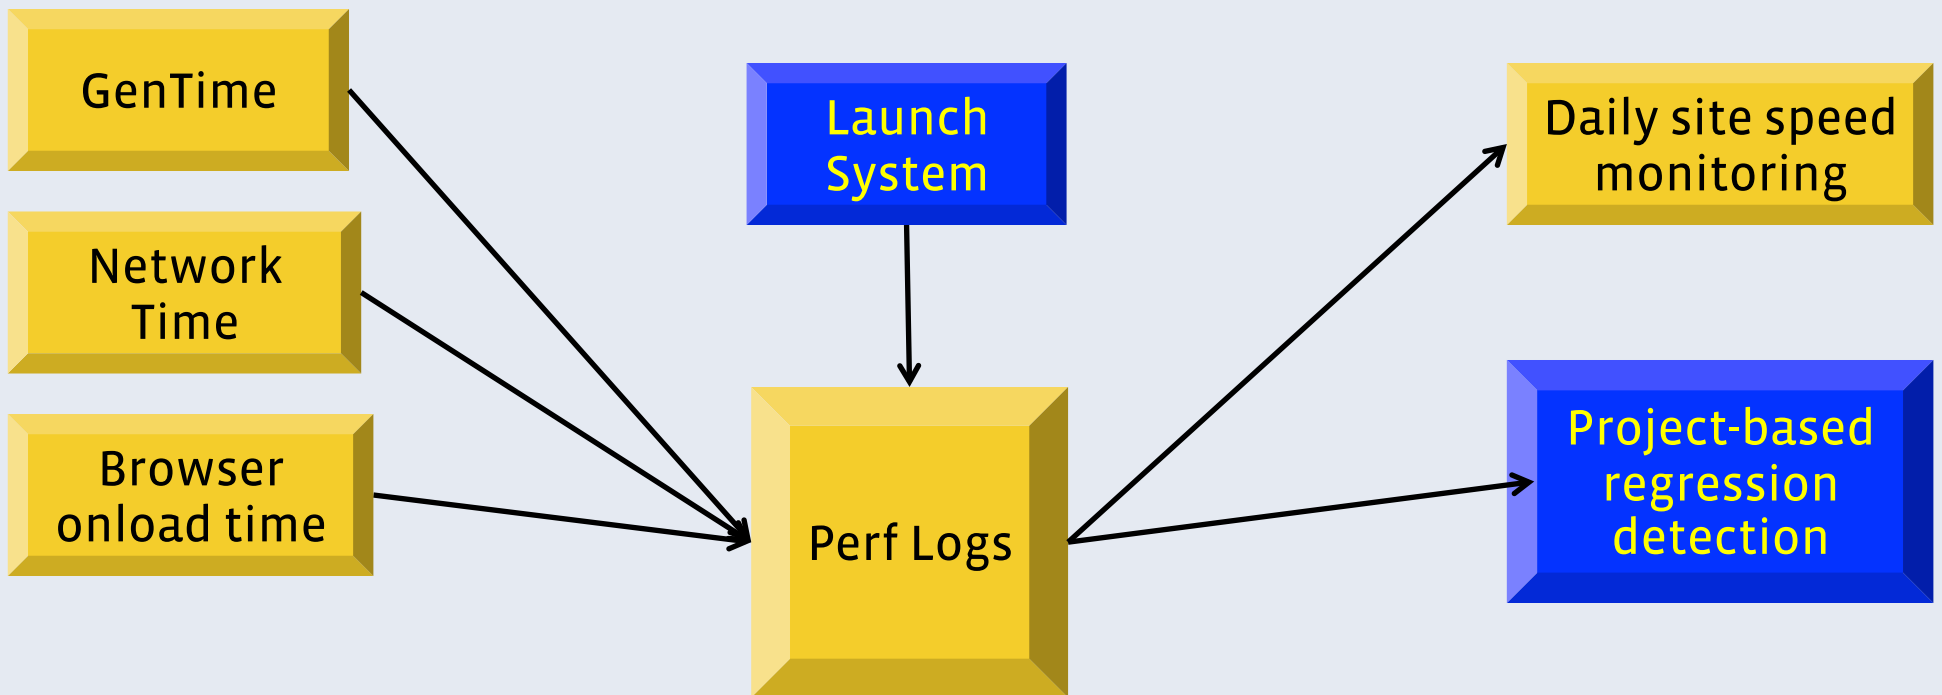 GenTime
Network
Time
Browser
onload time
Launch
System
Perf Logs
Daily site speed
monitoring
Project-based
regression
detection